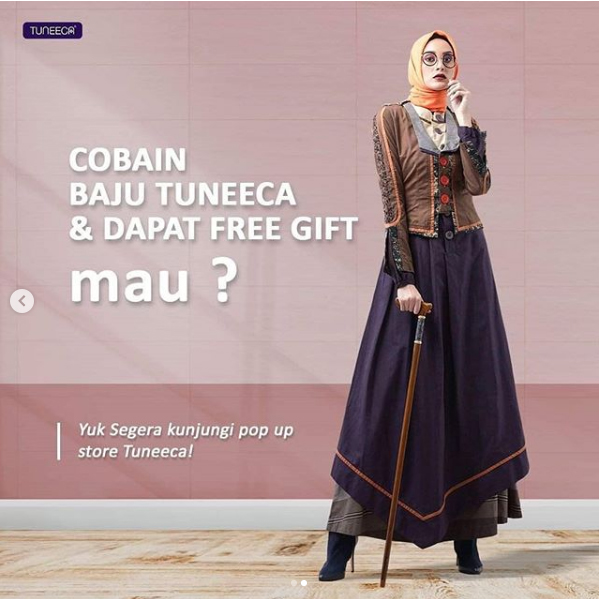 TUNEECA
COBAIN
BAJU TUNEECA
& DAPAT FREE GIFT
mau ?
Yuk Segera kunjungi pop up
store Tuneeca!